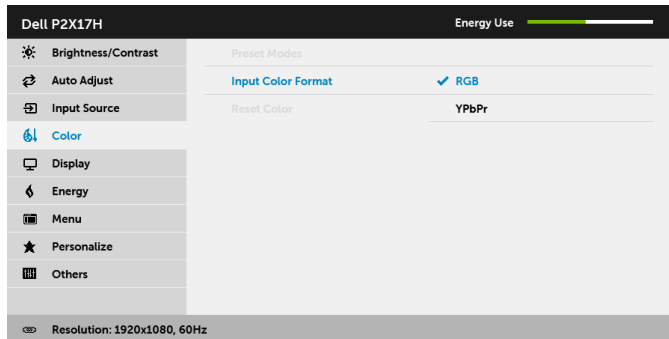 Dell P2X17H
Energy Use
Brightness/Contrast
Preset Modes
Auto Adjust
Input Color Format
RGB
Input Source
Reset Color
YPbPr
Color
Display
Energy
Menu
Personalize
Others
Resolution: 1920x1080, 60Hz